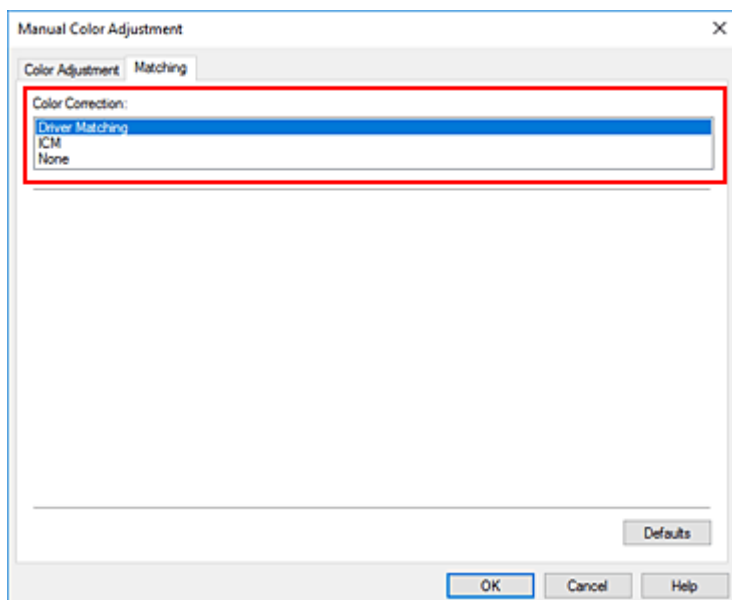 Manual Color Adjustment
Color Adjustment Matching
Color Correction:
Driver Matching
ICM
None
Defaults
OK Cancel Help